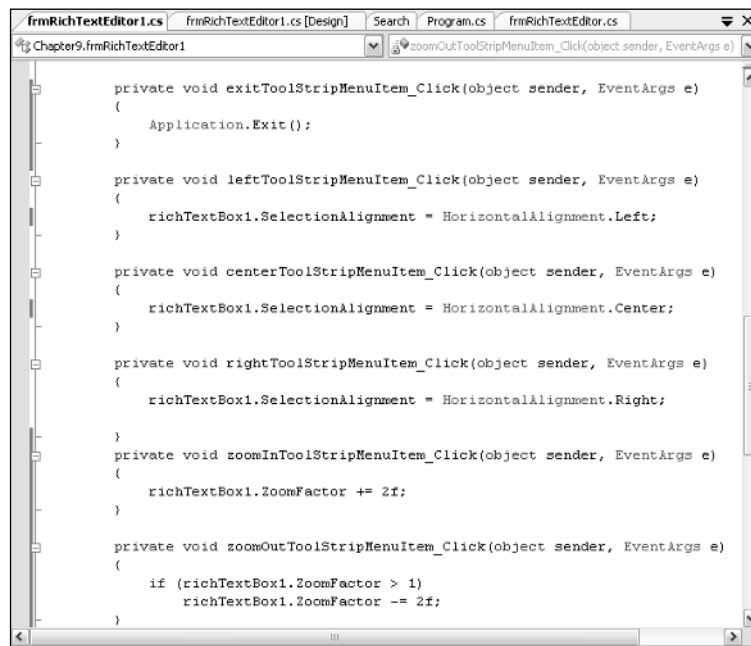 frmRichTextEditor1.cs frmRichTextEditor1.cs [Design] Search Program.cs frmRichTextEditor.cs
Chapter9.frmRichTextEditor1 zoomOutToolStripMenuItem_Click(object sender, EventArgs e)
private void exitToolStripMenuItem_Click(object sender, EventArgs e)
{
Application.Exit();
}
private void leftToolStripMenuItem_Click(object sender, EventArgs e)
{
richTextBox1.SelectionAlignment = HorizontalAlignment.Left;
}
private void centerToolStripMenuItem_Click(object sender, EventArgs e)
{
richTextBox1.SelectionAlignment = HorizontalAlignment.Center;
}
private void rightToolStripMenuItem_Click(object sender, EventArgs e)
{
richTextBox1.SelectionAlignment = HorizontalAlignment.Right;
}
private void zoomInToolStripMenuItem_Click(object sender, EventArgs e)
{
richTextBox1.ZoomFactor += 2f;
}
private void zoomOutToolStripMenuItem_Click(object sender, EventArgs e)
{
if (richTextBox1.ZoomFactor > 1)
richTextBox1.ZoomFactor -= 2f;
}